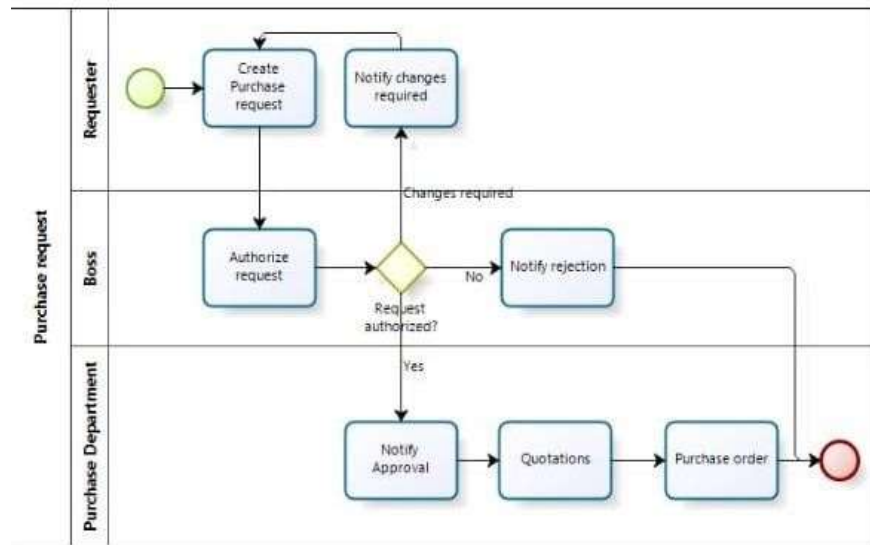 Purchase request
Requester
Create
Purchase
request
Notify changes
required
Changes required
Boss
Authorize
request
Request
authorized?
No
Notify rejection
Yes
Purchase Department
Notify
Approval
Quotations
Purchase order